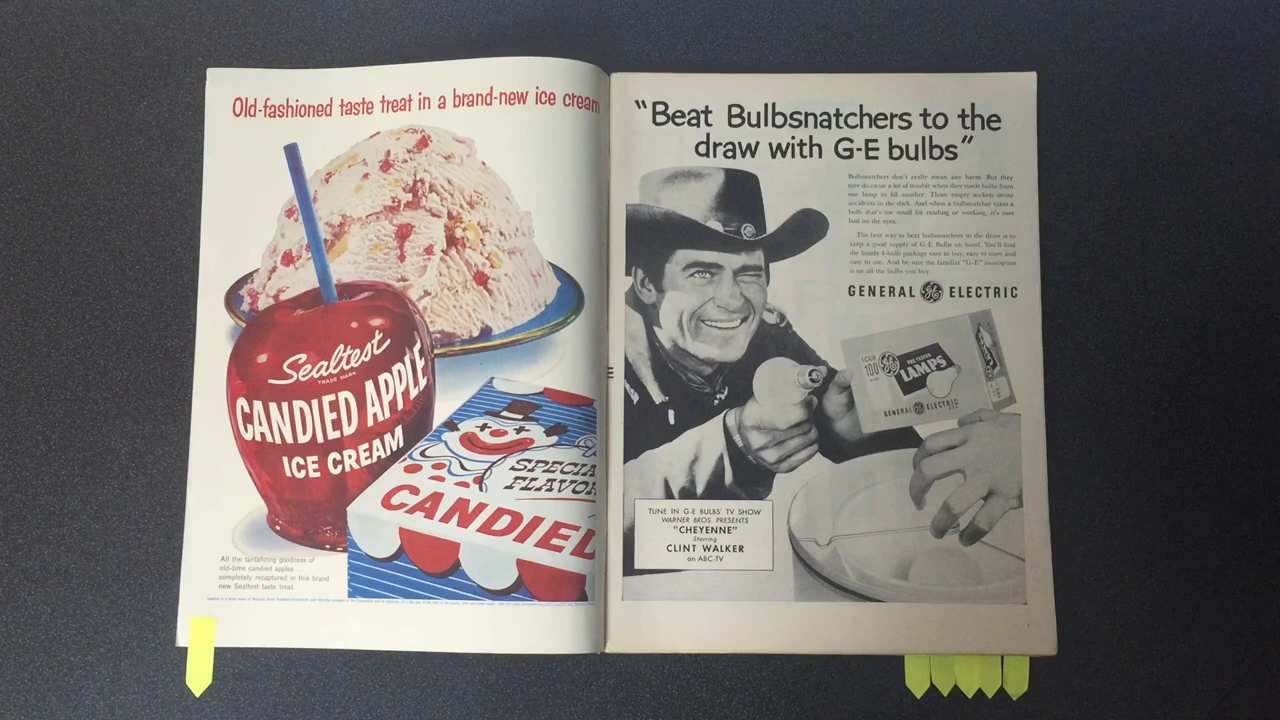 Old-fashioned taste treat in a brand-new ice cream
Sealtest
TRADE MARK
CANDIED APPLE
ICE CREAM
SPECIA
FLAVOR
CANDIED
All the tantalizing goodness of
old-time candied apples . . .
completely recaptured in this brand
new Sealtest taste treat.
"Beat Bulbsnatchers to the
draw with G-E bulbs"
Bulbsnatchers don't really mean any harm. But they
sure do cause a lot of trouble when they rustle bulbs from
one lamp to fill another. Those empty sockets invite
accidents in the dark. And when a bulbsnatcher takes a
bulb that's too small for reading or working, it's sure
hard on the eyes.
The best way to beat bulbsnatchers to the draw is to
keep a good supply of G-E Bulbs on hand. You'll find
the handy 4-bulb package easy to buy, easy to store and
easy to use. And be sure the familiar "G-E" monogram
is on all the bulbs you buy.
GENERAL GE ELECTRIC
FOUR
100
WATT
GE
LAMPS
GENERAL GE ELECTRIC
TUNE IN G-E BULBS' TV SHOW
WARNER BROS. PRESENTS
"CHEYENNE"
Starring
CLINT WALKER
on ABC-TV